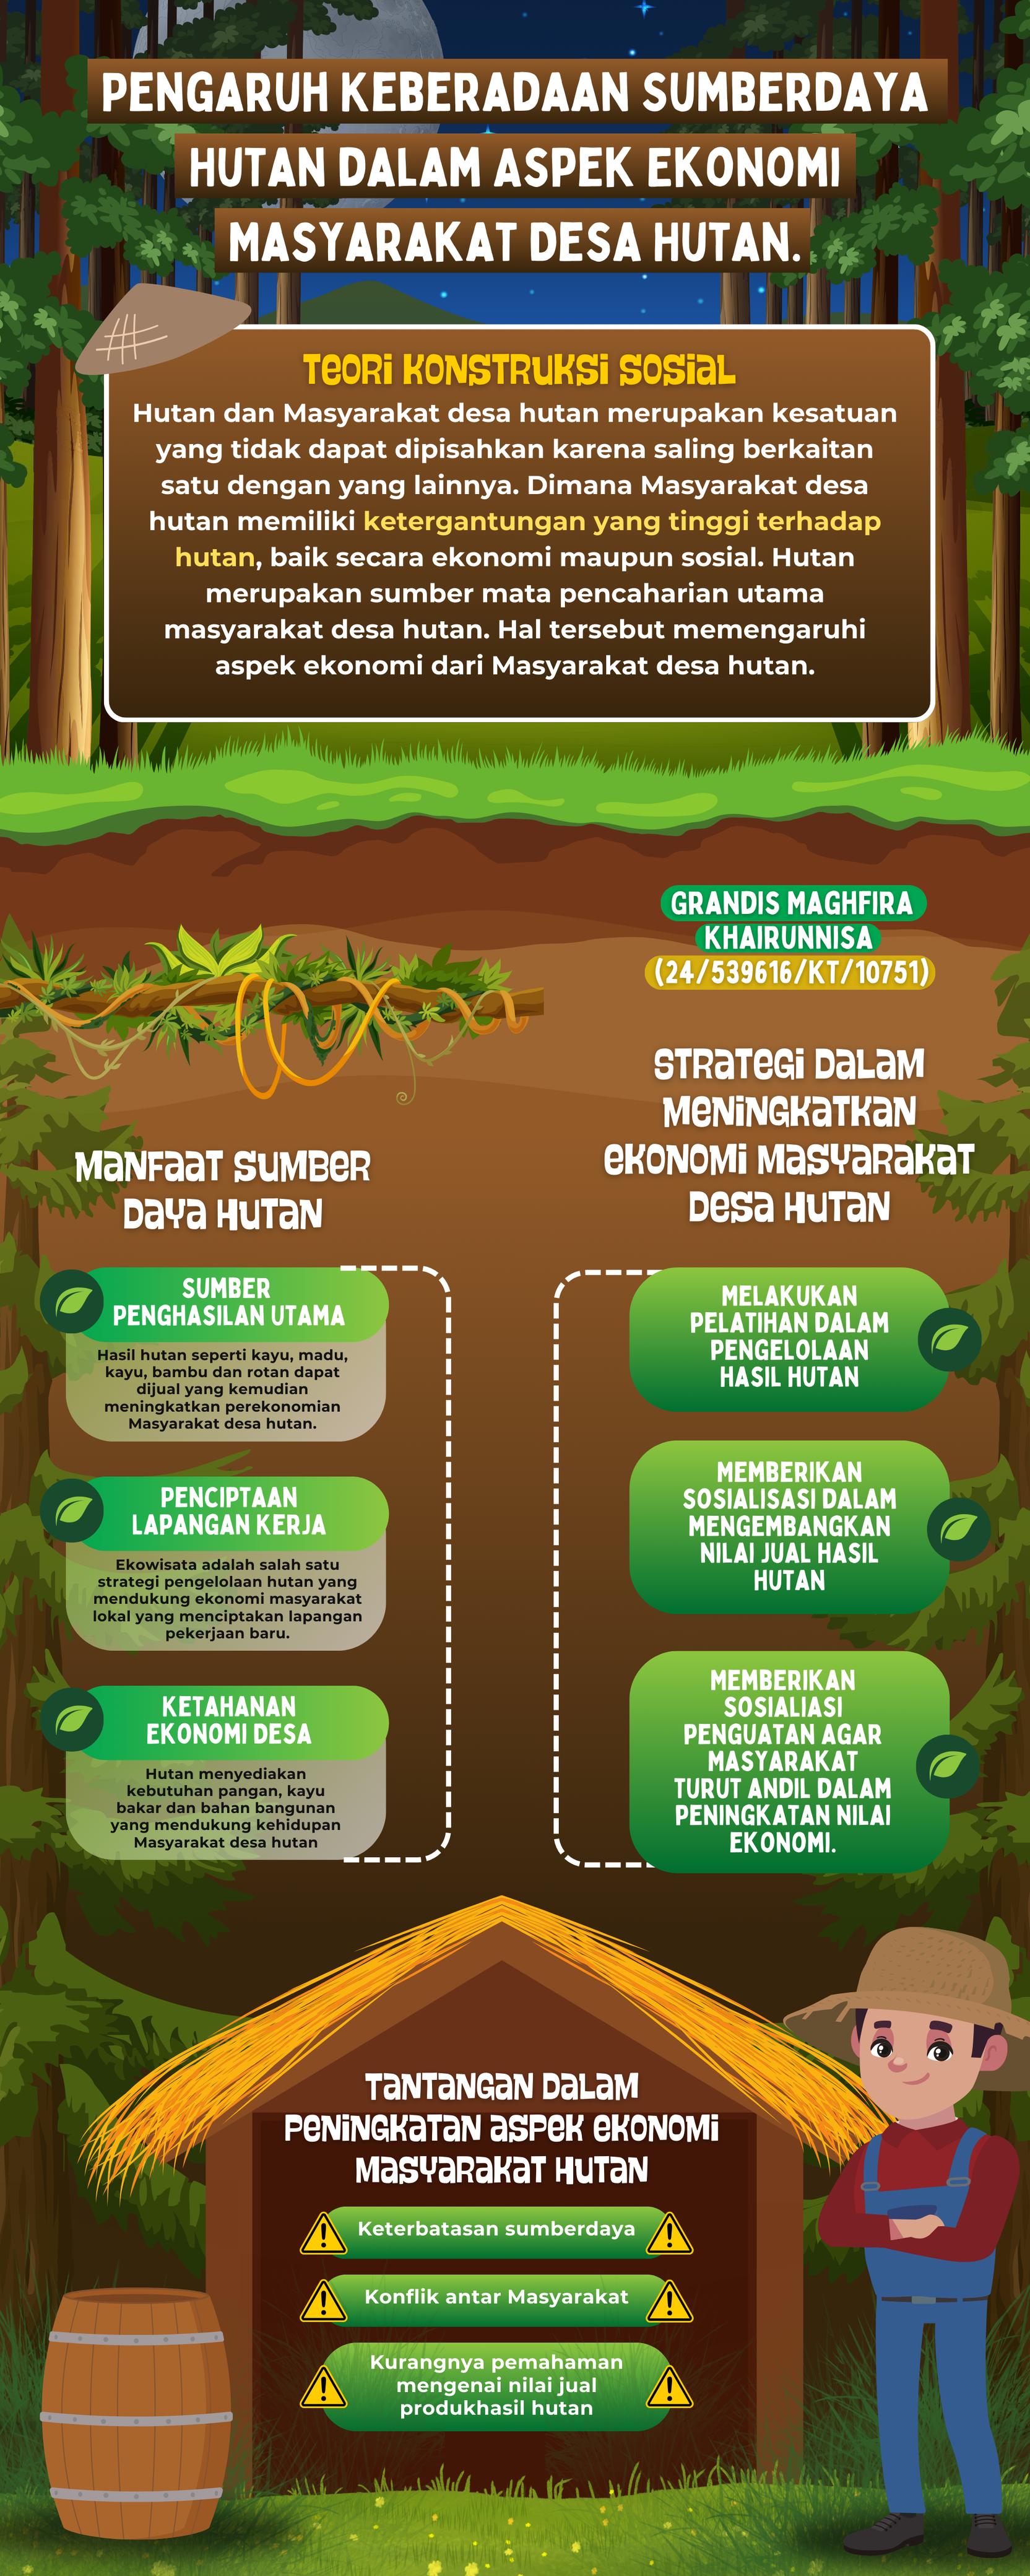 PENGARUH KEBERADAAN SUMBERDAYA
HUTAN DALAM ASPEK EKONOMI
MASYARAKAT DESA HUTAN.
Teori Konstruksi Sosial
Hutan dan Masyarakat desa hutan merupakan kesatuan
yang tidak dapat dipisahkan karena saling berkaitan
satu dengan yang lainnya. Dimana Masyarakat desa
hutan memiliki ketergantungan yang tinggi terhadap
hutan, baik secara ekonomi maupun sosial. Hutan
merupakan sumber mata pencaharian utama
masyarakat desa hutan. Hal tersebut memengaruhi
aspek ekonomi dari Masyarakat desa hutan.
GRANDIS MAGHFIRA
KHAIRUNNISA
(24/539616/KT/10751)
Manfaat Sumber
Daya Hutan
SUMBER
PENGHASILAN UTAMA
Hasil hutan seperti kayu, madu,
kayu, bambu dan rotan dapat
dijual yang kemudian
meningkatkan perekonomian
Masyarakat desa hutan.
PENCIPTAAN
LAPANGAN KERJA
Ekowisata adalah salah satu
strategi pengelolaan hutan yang
mendukung ekonomi masyarakat
lokal yang menciptakan lapangan
pekerjaan baru.
KETAHANAN
EKONOMI DESA
Hutan menyediakan
kebutuhan pangan, kayu
bakar dan bahan bangunan
yang mendukung kehidupan
Masyarakat desa hutan
Strategi Dalam
Meningkatkan
Ekonomi Masyarakat
Desa Hutan
MELAKUKAN
PELATIHAN DALAM
PENGELOLAAN
HASIL HUTAN
MEMBERIKAN
SOSIALISASI DALAM
MENGEMBANGKAN
NILAI JUAL HASIL
HUTAN
MEMBERIKAN
SOSIALIASI
PENGUATAN AGAR
MASYARAKAT
TURUT ANDIL DALAM
PENINGKATAN NILAI
EKONOMI.
Tantangan Dalam
Peningkatan Aspek Ekonomi
Masyarakat Hutan
Keterbatasan sumberdaya
Konflik antar Masyarakat
Kurangnya pemahaman
mengenai nilai jual
produkhasil hutan